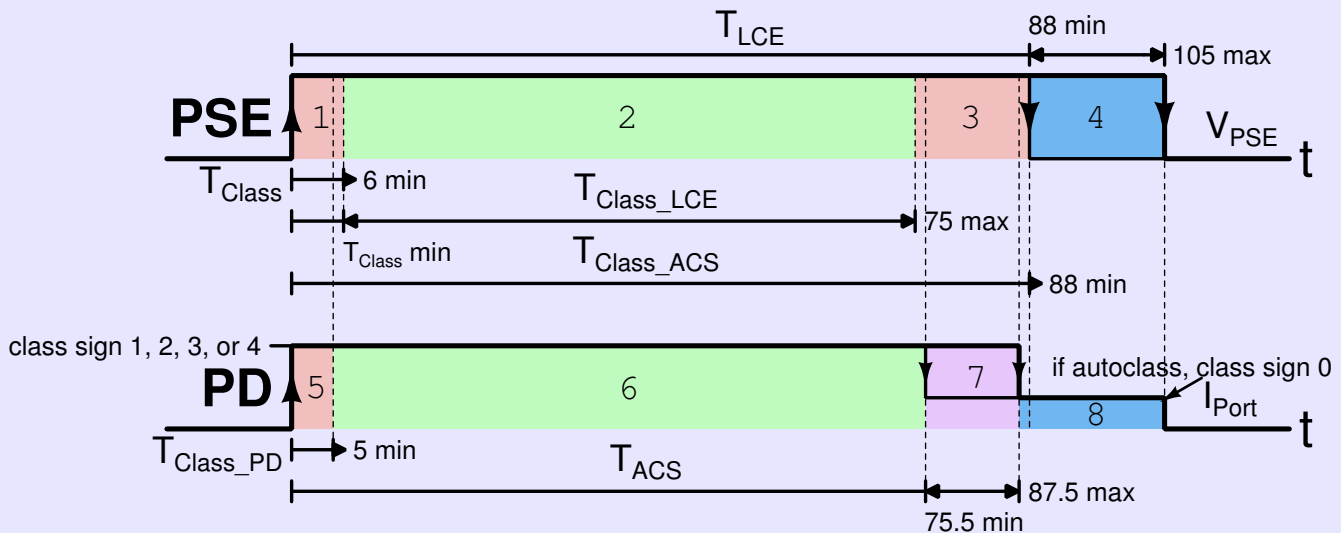 T_LCE
88 min
105 max
PSE
1
2
3
4
V_PSE
t
T_Class
6 min
T_Class_LCE
75 max
T_Class min
T_Class_ACS
88 min
class sign 1, 2, 3, or 4
PD
5
6
7
8
if autoclass, class sign 0
I_Port
t
T_Class_PD
5 min
T_ACS
87.5 max
75.5 min